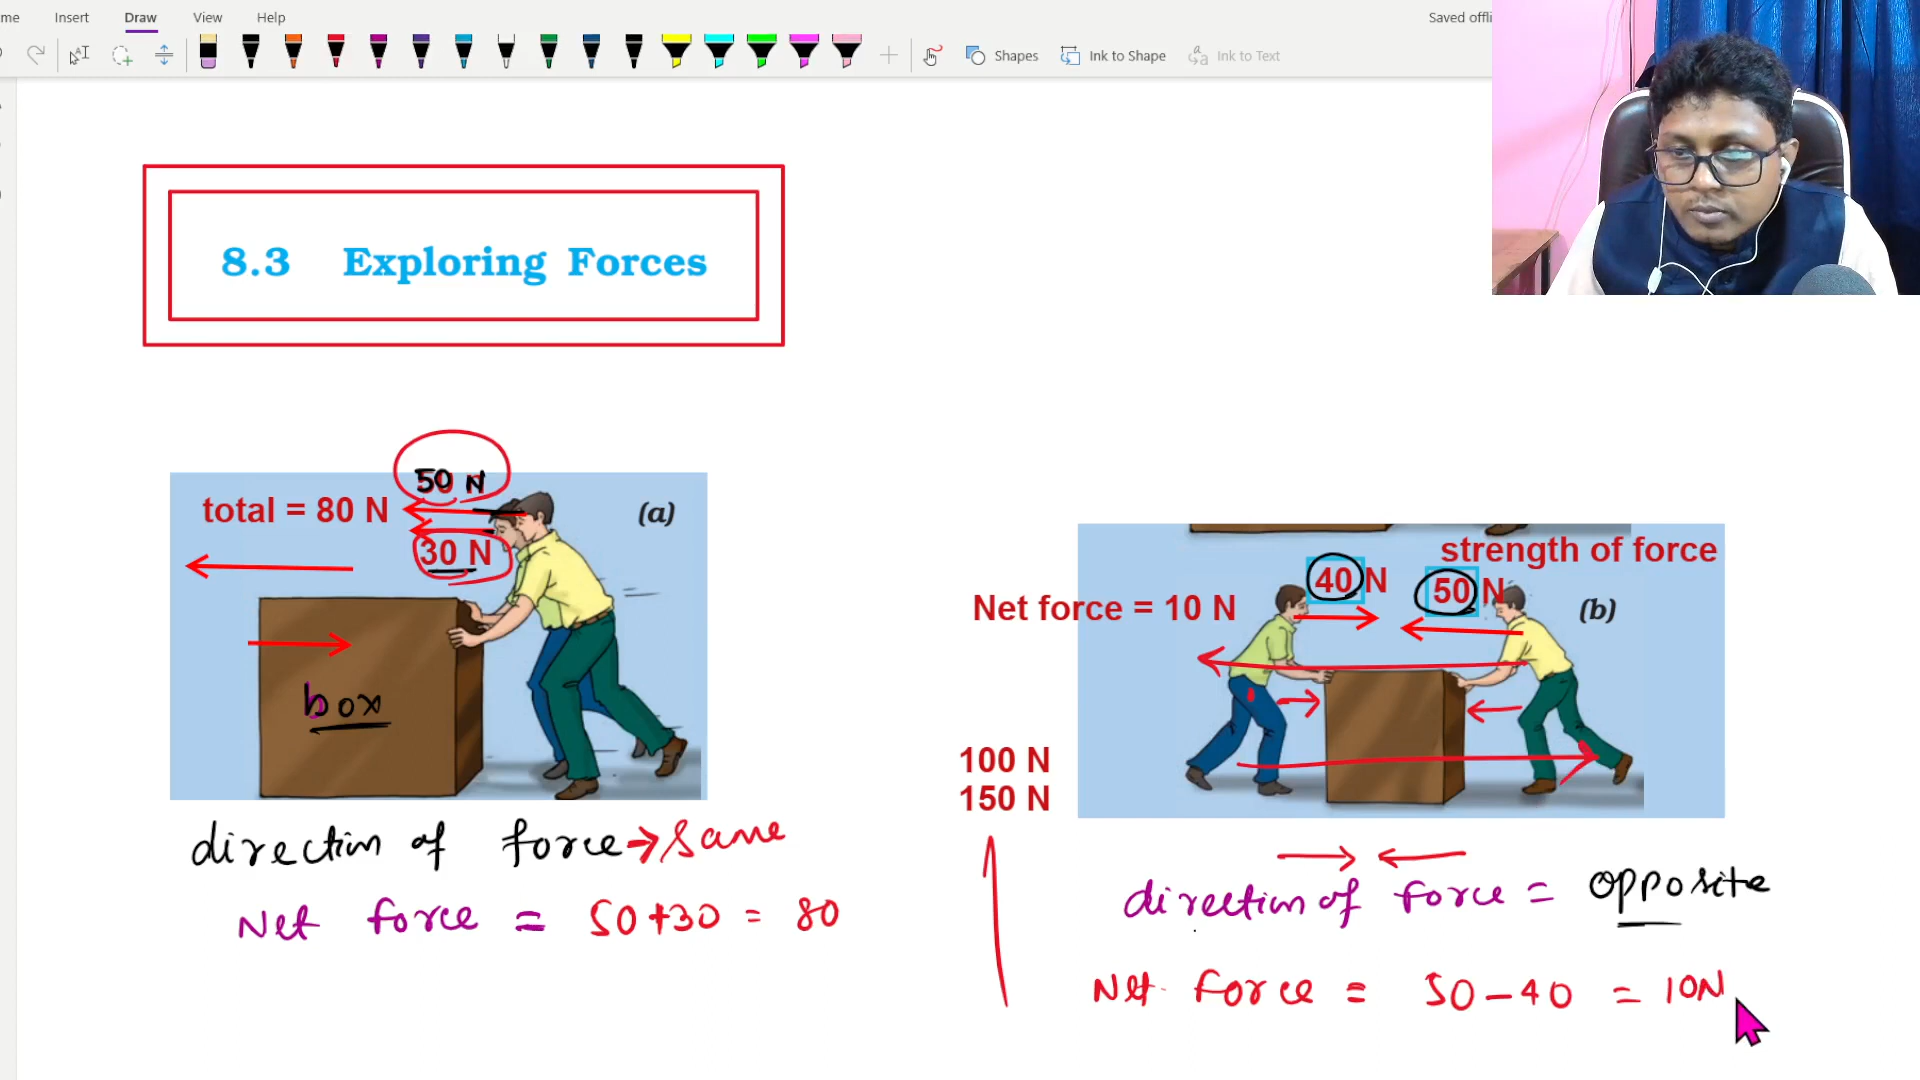 Insert Draw View Help
Saved offli
Shapes Ink to Shape Ink to Text
8.3 Exploring Forces
50 N
total = 80 N
(a)
30 N
box
direction of force → same
Net force = 50+30 = 80
strength of force
40 N 50 N
Net force = 10 N
(b)
100 N
150 N
direction of force = opposite
Net force = 50 - 40 = 10N